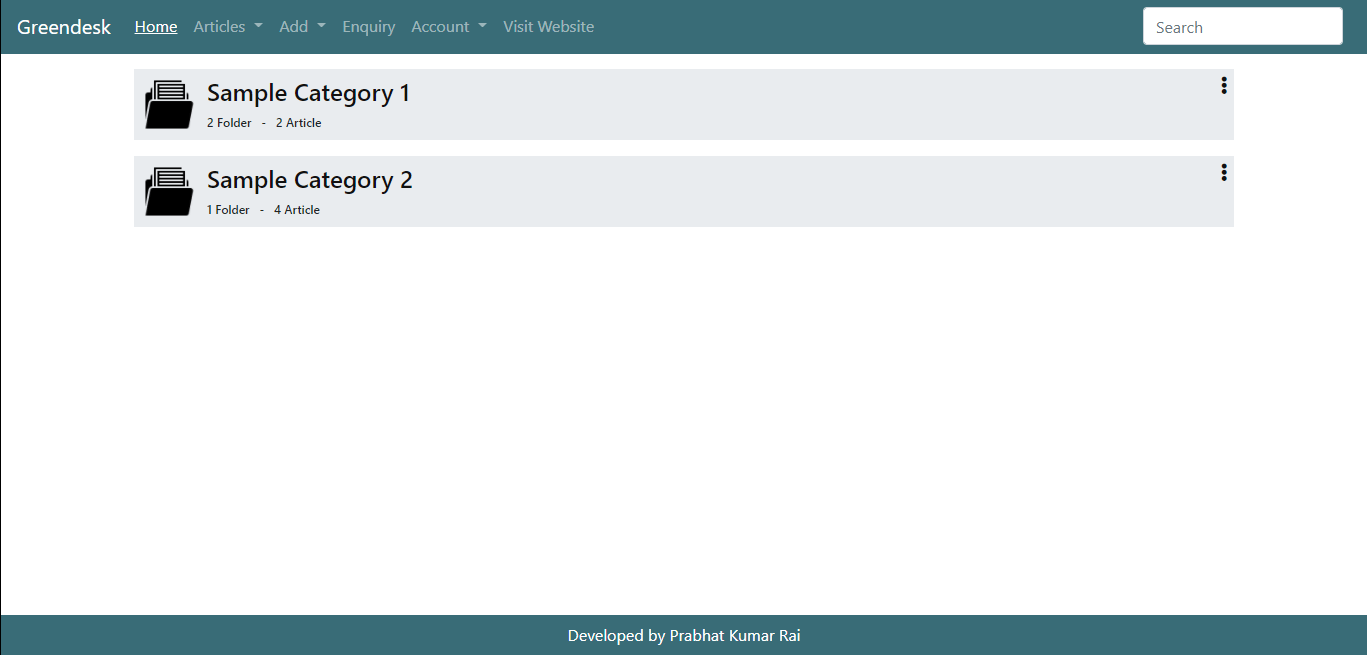 Greendesk Home Articles Add Enquiry Account Visit Website Search
Sample Category 1
2 Folder - 2 Article
Sample Category 2
1 Folder - 4 Article
Developed by Prabhat Kumar Rai